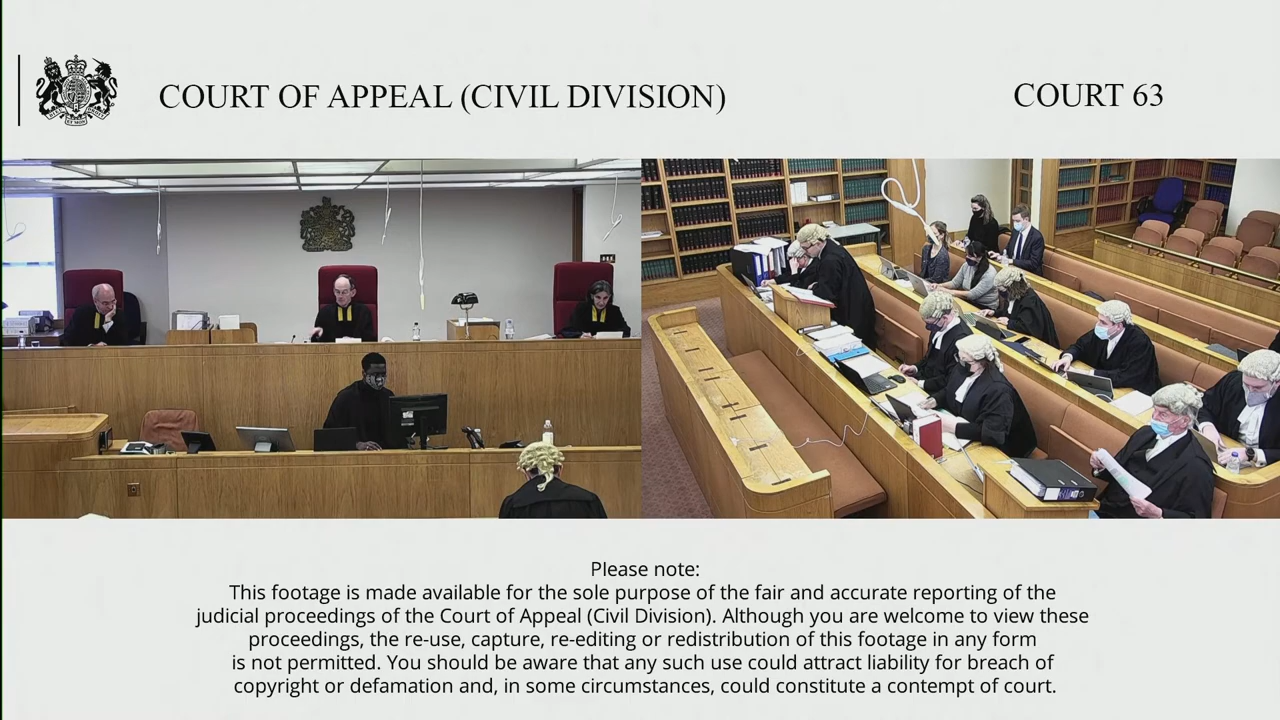 COURT OF APPEAL (CIVIL DIVISION)
COURT 63
Please note:
This footage is made available for the sole purpose of the fair and accurate reporting of the
judicial proceedings of the Court of Appeal (Civil Division). Although you are welcome to view these
proceedings, the re-use, capture, re-editing or redistribution of this footage in any form
is not permitted. You should be aware that any such use could attract liability for breach of
copyright or defamation and, in some circumstances, could constitute a contempt of court.